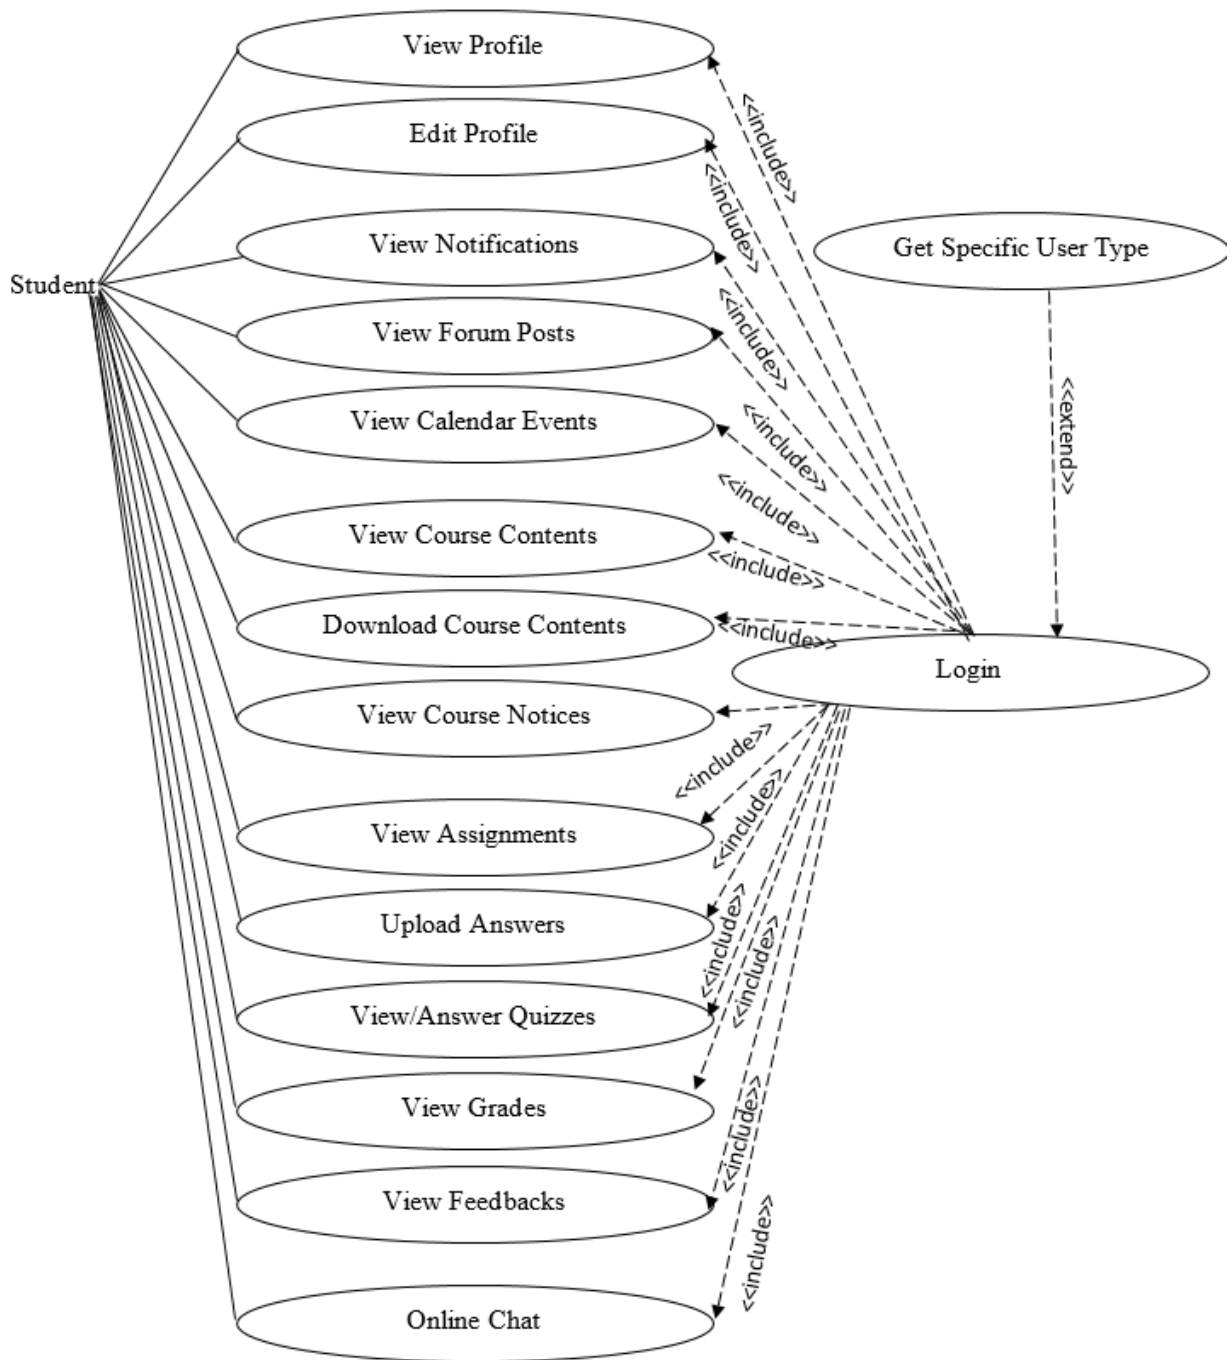 View Profile
<<include>>
Edit Profile
<<include>>
View Notifications
Get Specific User Type
Student
<<include>>
View Forum Posts
<<extend>>
View Calendar Events
<<include>>
<<include>>
View Course Contents
<<include>>
Download Course Contents
<<include>>
Login
View Course Notices
<<include>>
View Assignments
<<include>>
Upload Answers
<<include>>
<<include>>
View/Answer Quizzes
View Grades
<<include>>
View Feedbacks
<<include>>
Online Chat